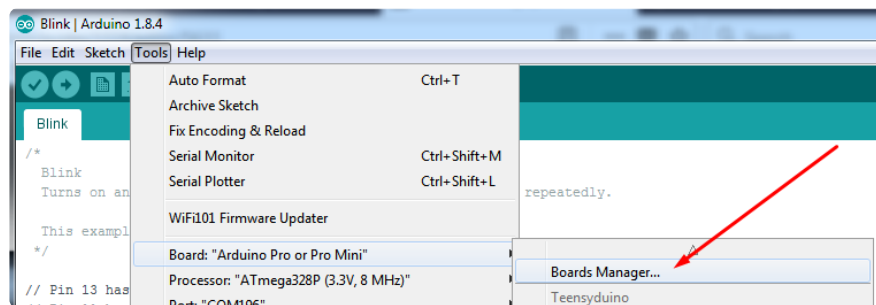 Blink | Arduino 1.8.4
File Edit Sketch Tools Help
Auto Format Ctrl+T
Archive Sketch
Blink
Fix Encoding & Reload
/*
Serial Monitor Ctrl+Shift+M
Blink
Serial Plotter Ctrl+Shift+L
Turns on an repeatedly.
WiFi101 Firmware Updater
This exampl
*/
Board: "Arduino Pro or Pro Mini"
Boards Manager...
Processor: "ATmega328P (3.3V, 8 MHz)"
// Pin 13 has
Teensyduino
Port: "COM106"